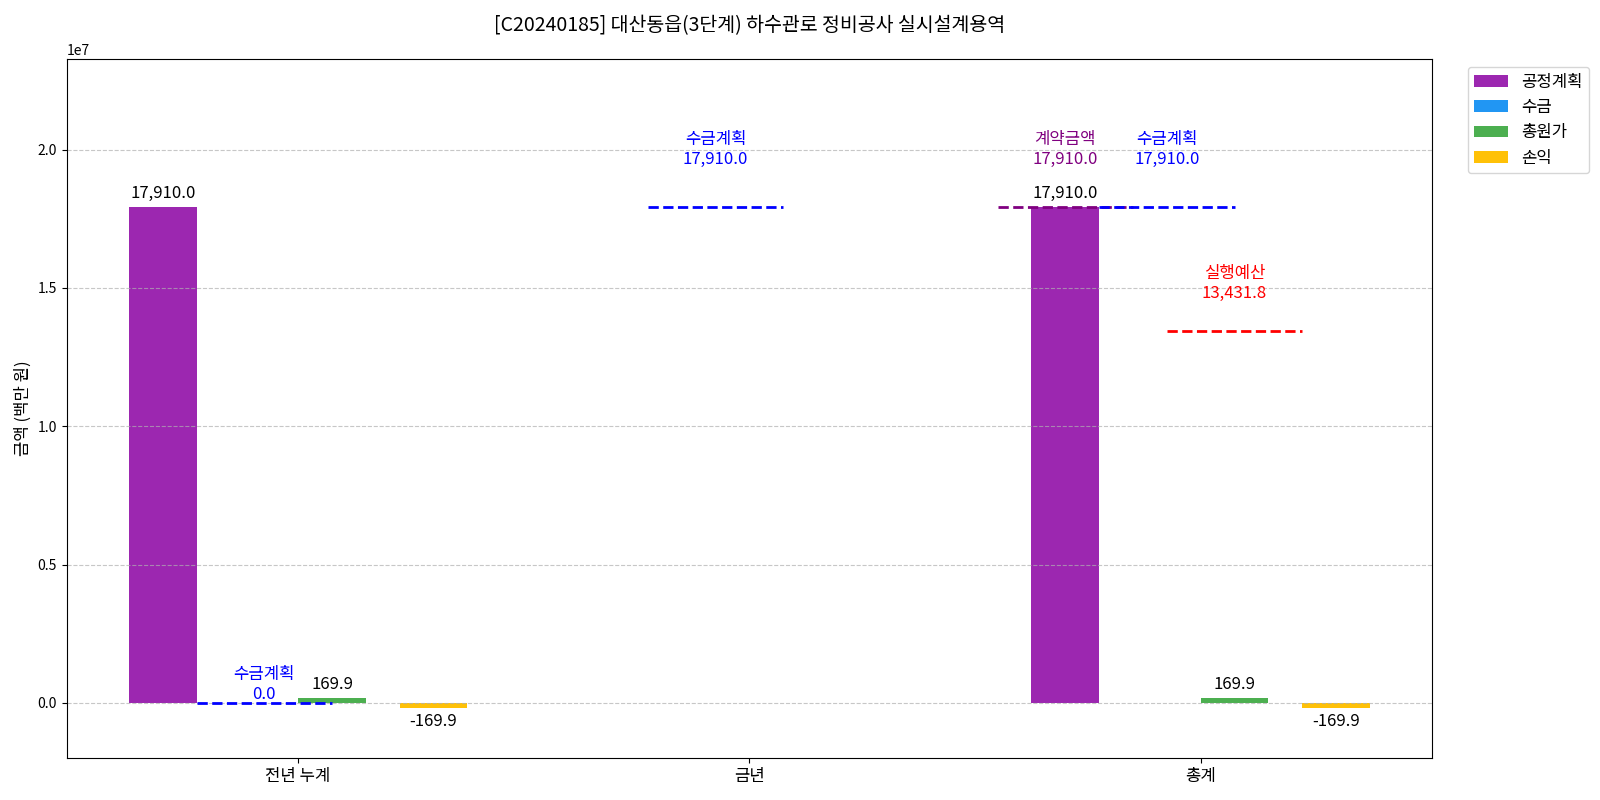 [C20240185] 대산동읍(3단계) 하수관로 정비공사 실시설계용역
1e7
공정계획
수금
총원가
손익
수금계획
17,910.0
계약금액
17,910.0
수금계획
17,910.0
2.0
17,910.0
17,910.0
실행예산
13,431.8
1.5
금액 (백만 원)
1.0
0.5
수금계획
0.0
169.9
169.9
0.0
-169.9
-169.9
전년 누계
금년
총계